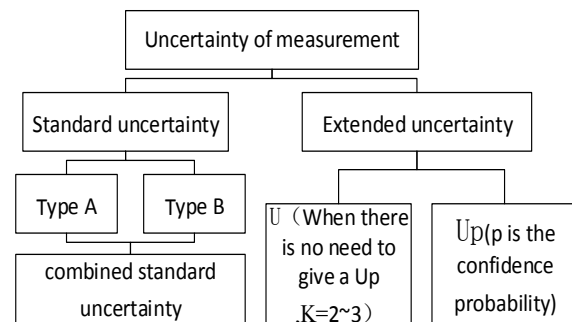 Uncertainty of measurement
Standard uncertainty
Extended uncertainty
Type A
Type B
combined standard
uncertainty
U（When there
is no need to
give a Up
,K=2~3）
Up(p is the
confidence
probability)